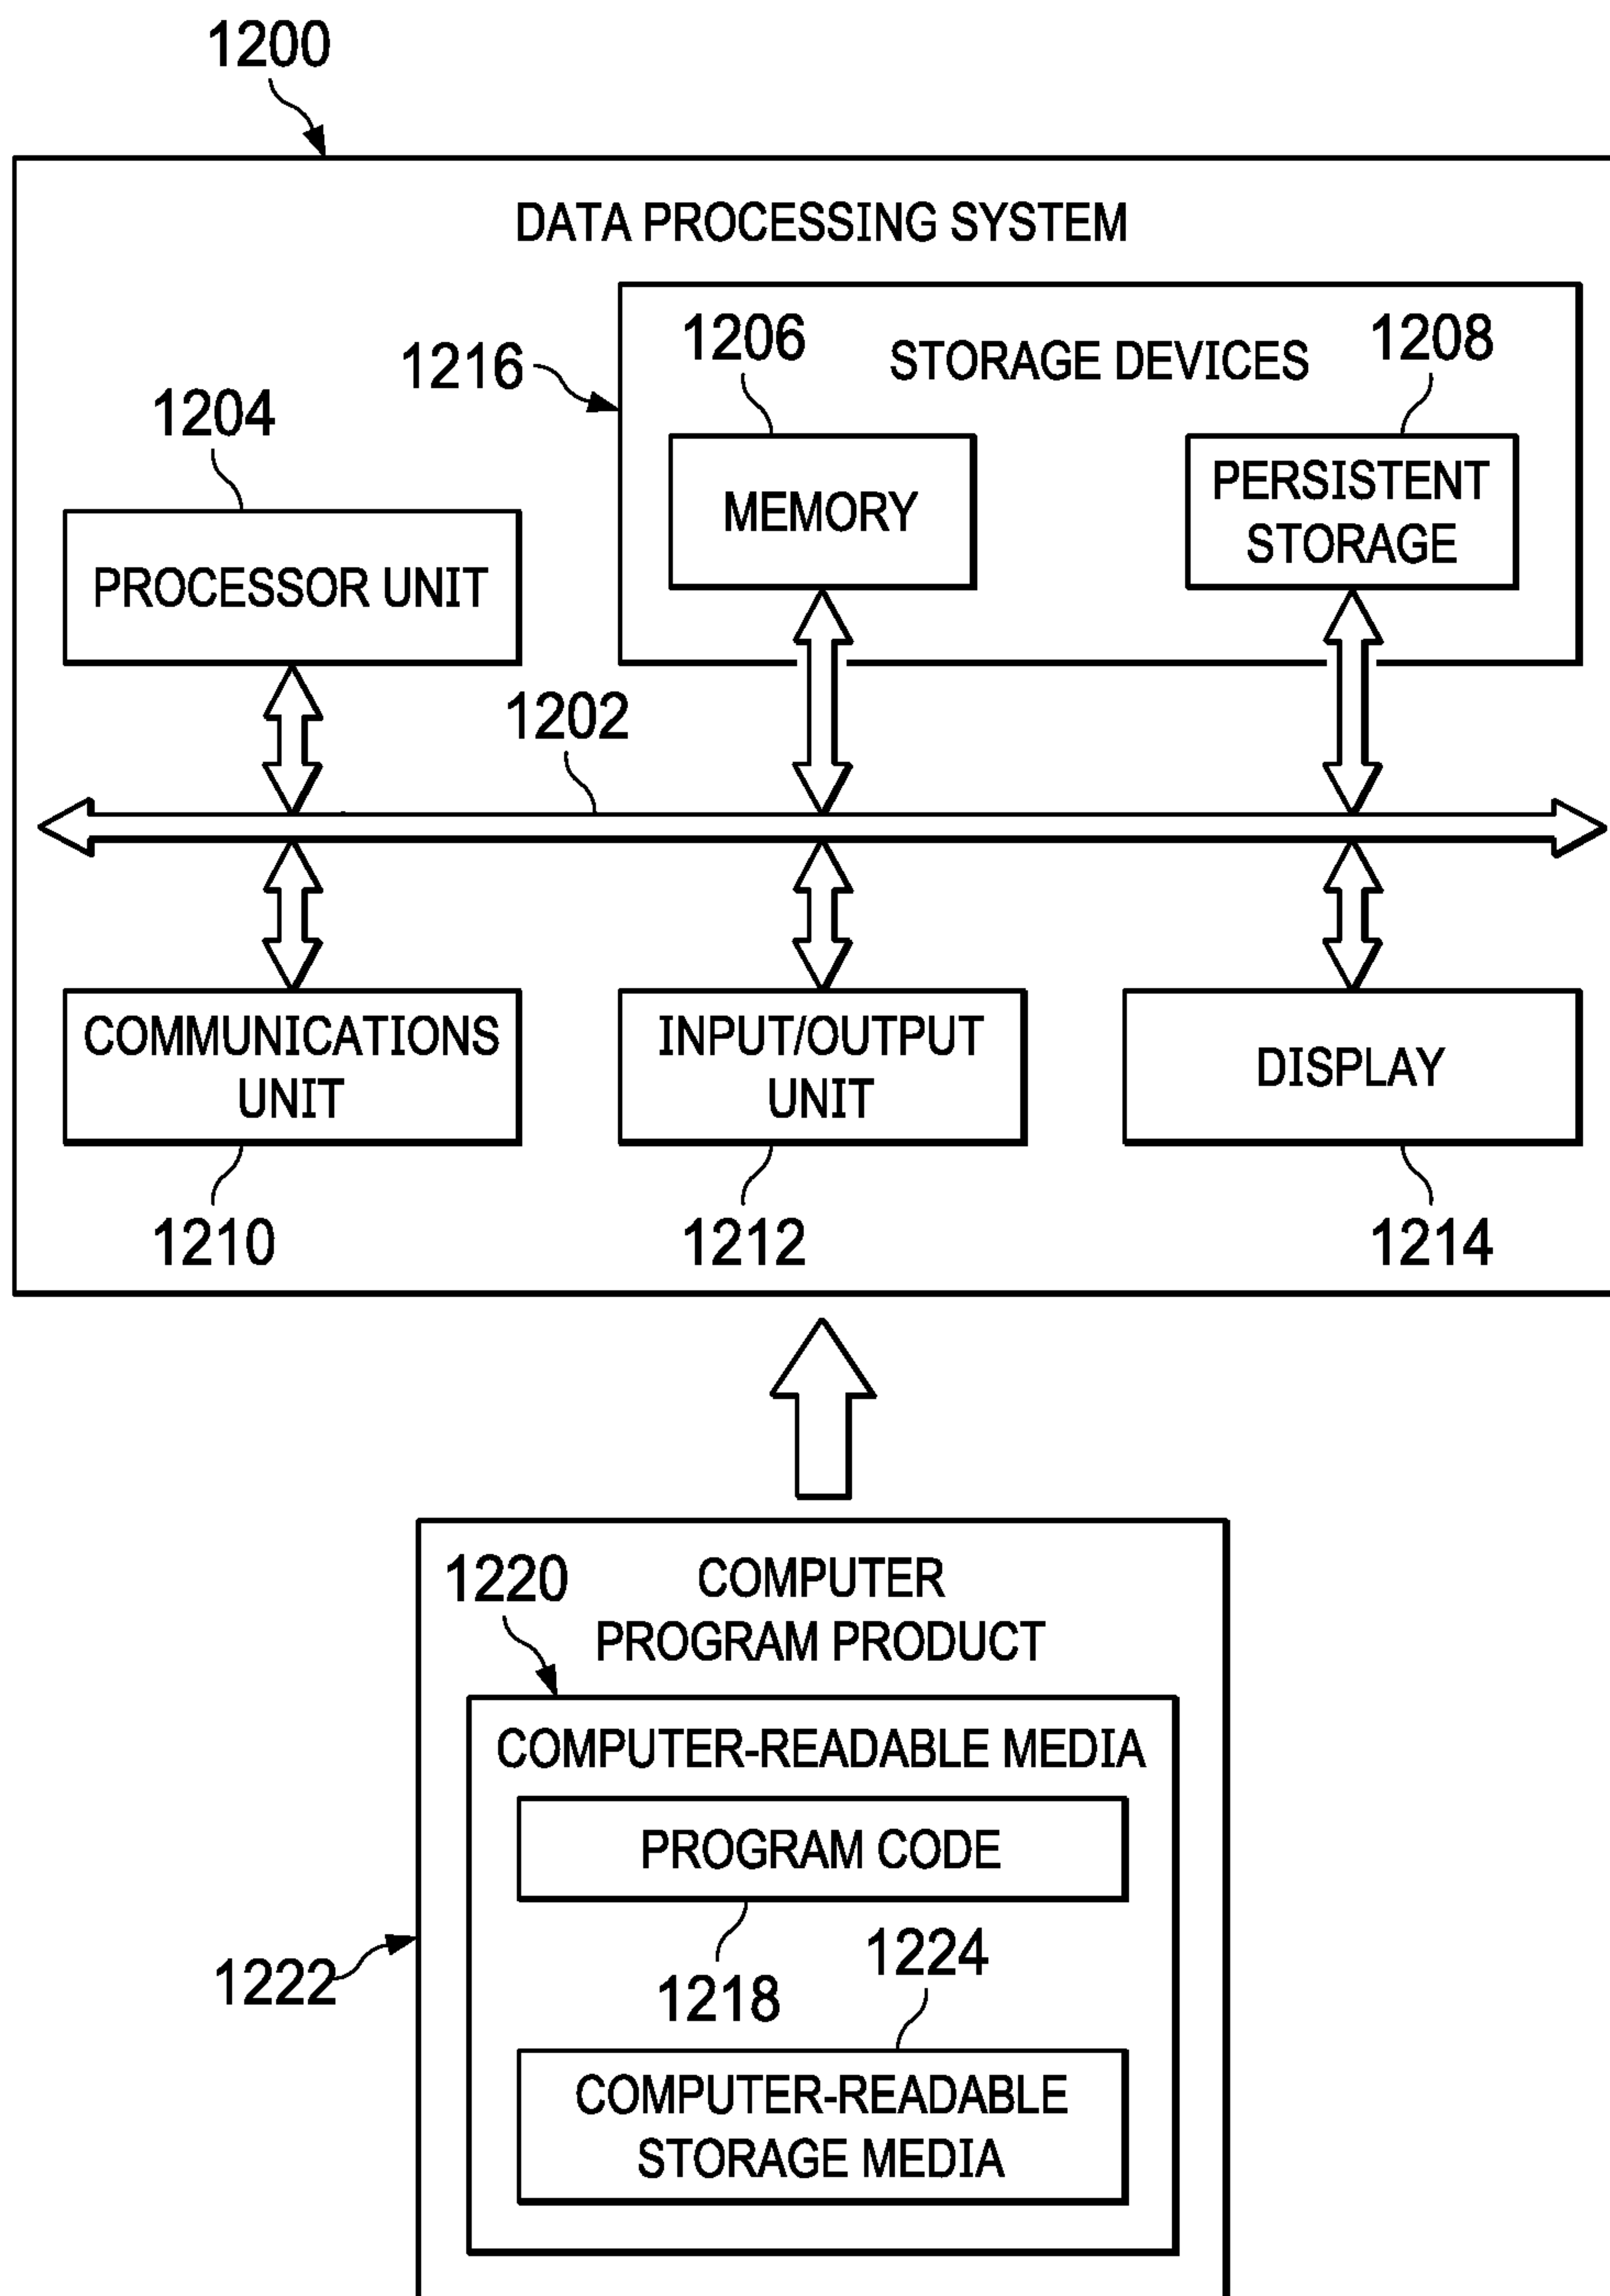 1200
DATA PROCESSING SYSTEM
1216
1206
STORAGE DEVICES
1208
1204
MEMORY
PERSISTENT
STORAGE
PROCESSOR UNIT
1202
COMMUNICATIONS
UNIT
INPUT/OUTPUT
UNIT
DISPLAY
1210
1212
1214
1220
COMPUTER
PROGRAM PRODUCT
COMPUTER-READABLE MEDIA
PROGRAM CODE
1222
1218
1224
COMPUTER-READABLE
STORAGE MEDIA